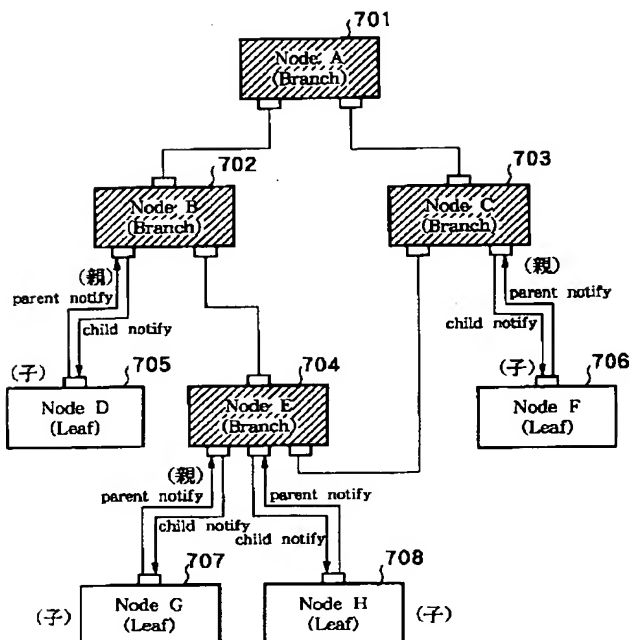 701
Node A
(Branch)
702
Node B
(Branch)
703
Node C
(Branch)
(親)
parent notify
child notify
(親)
parent notify
child notify
(子)
705
Node D
(Leaf)
704
Node E
(Branch)
(子)
706
Node F
(Leaf)
(親)
parent notify
child notify
parent notify
child notify
707
(子)
Node G
(Leaf)
708
Node H
(Leaf)
(子)